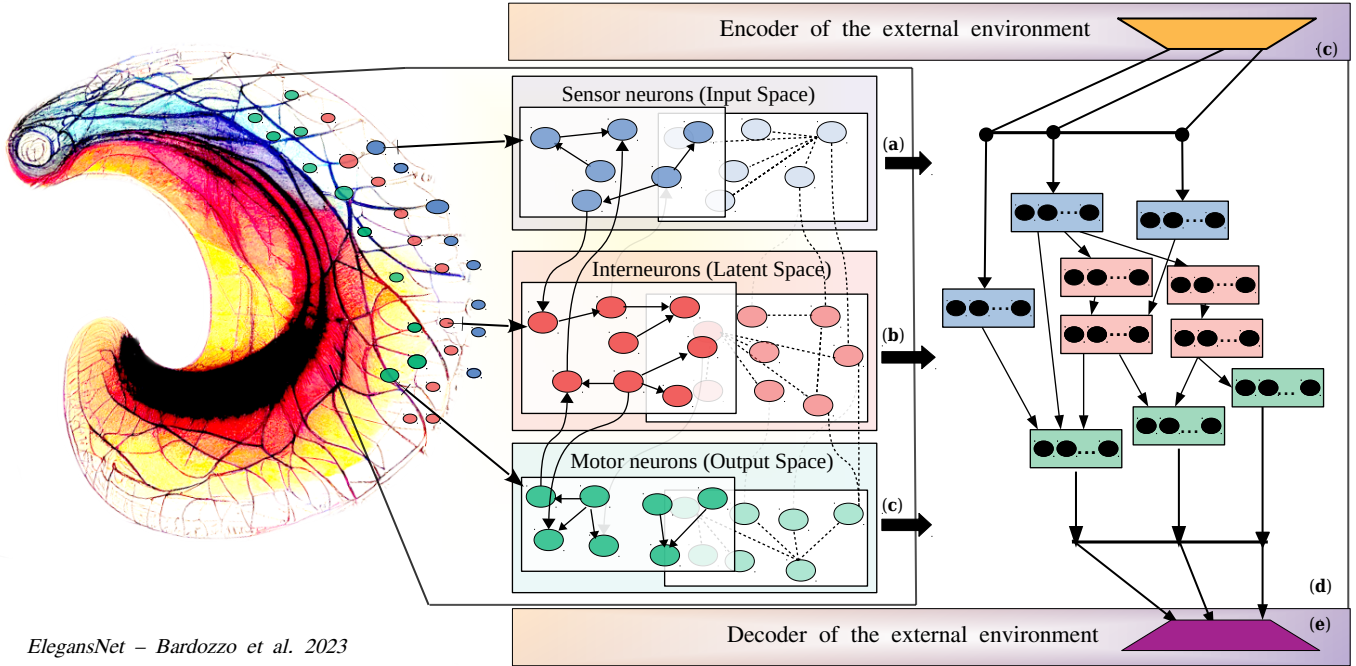 Encoder of the external environment
(c)
Sensor neurons (Input Space)
(a)
Interneurons (Latent Space)
(b)
Motor neurons (Output Space)
(c)
(d)
(e)
Decoder of the external environment
ElegansNet – Bardozzo et al. 2023